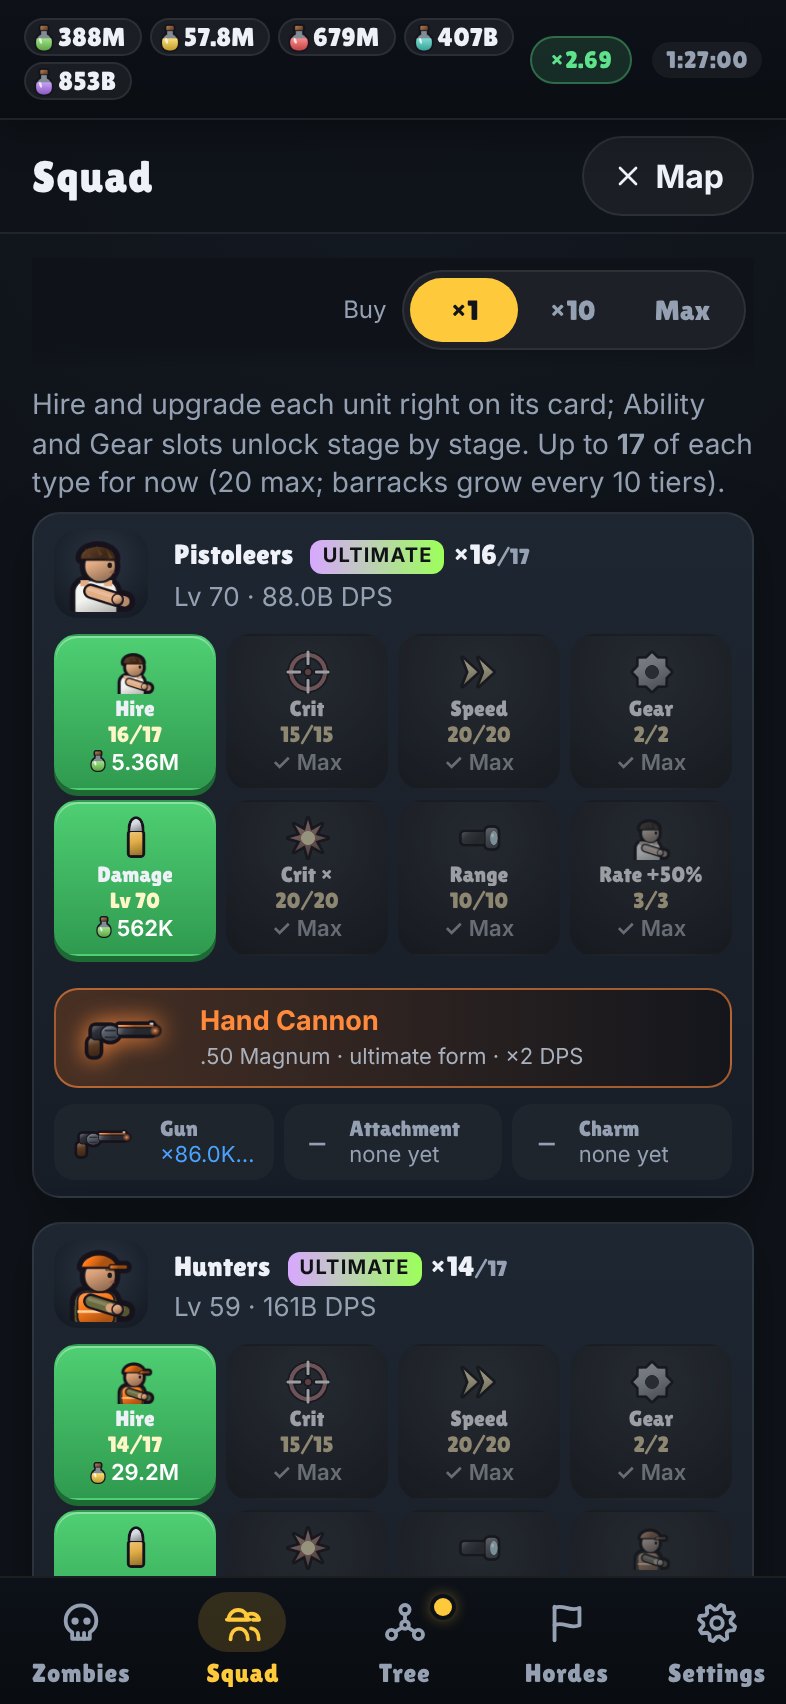 388M 57.8M 679M 407B
853B
×2.69 1:27:00
Squad
Map
Buy ×1 ×10 Max
Hire and upgrade each unit right on its card; Ability
and Gear slots unlock stage by stage. Up to 17 of each
type for now (20 max; barracks grow every 10 tiers).
Pistoleers ULTIMATE ×16/17
Lv 70 · 88.0B DPS
Hire Crit Speed Gear
16/17 15/15 20/20 2/2
5.36M ✓ Max ✓ Max ✓ Max
Damage Crit × Range Rate +50%
Lv 70 20/20 10/10 3/3
562K ✓ Max ✓ Max ✓ Max
Hand Cannon
.50 Magnum · ultimate form · ×2 DPS
Gun Attachment Charm
×86.0K... – none yet – none yet
Hunters ULTIMATE ×14/17
Lv 59 · 161B DPS
Hire Crit Speed Gear
14/17 15/15 20/20 2/2
29.2M ✓ Max ✓ Max ✓ Max
Zombies Squad Tree Hordes Settings